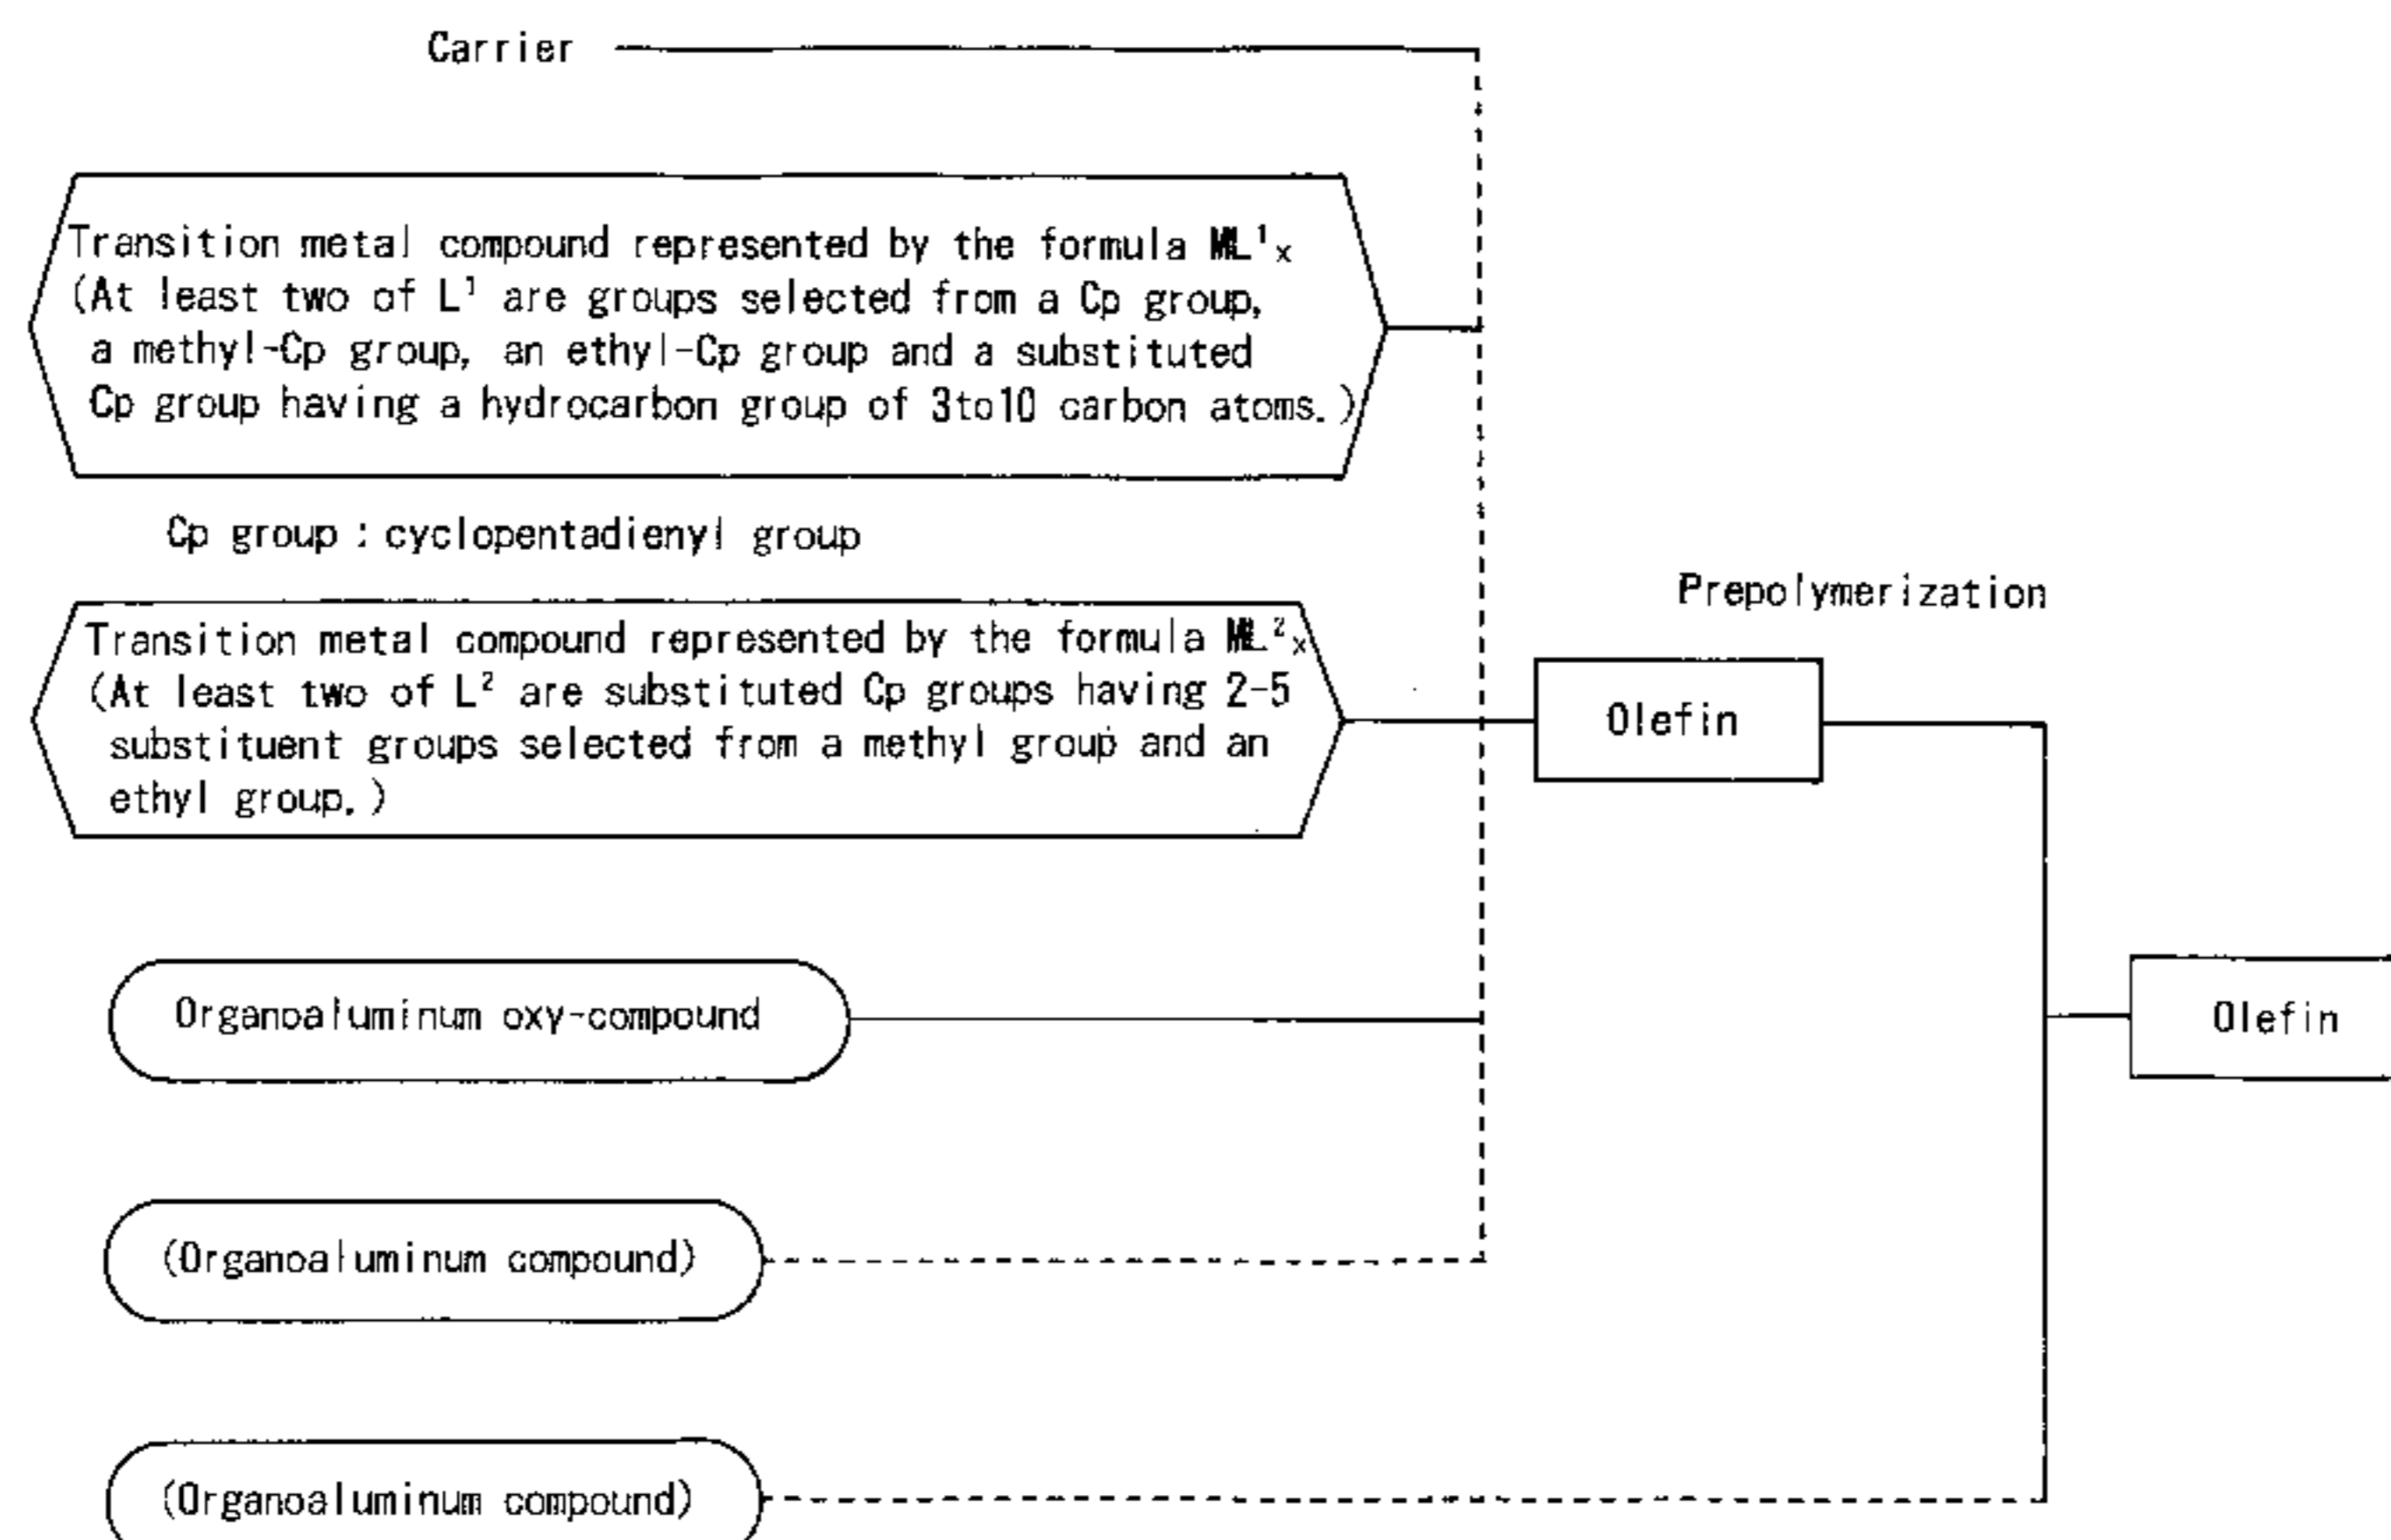 Carrier
Transition metal compound represented by the formula ML¹ₓ
(At least two of L¹ are groups selected from a Cp group,
a methyl-Cp group, an ethyl-Cp group and a substituted
Cp group having a hydrocarbon group of 3to10 carbon atoms.)
Cp group : cyclopentadienyl group
Prepolymerization
Transition metal compound represented by the formula ML²ₓ
(At least two of L² are substituted Cp groups having 2-5
substituent groups selected from a methyl group and an
ethyl group.)
Olefin
Organoaluminum oxy-compound
Olefin
(Organoaluminum compound)
(Organoaluminum compound)